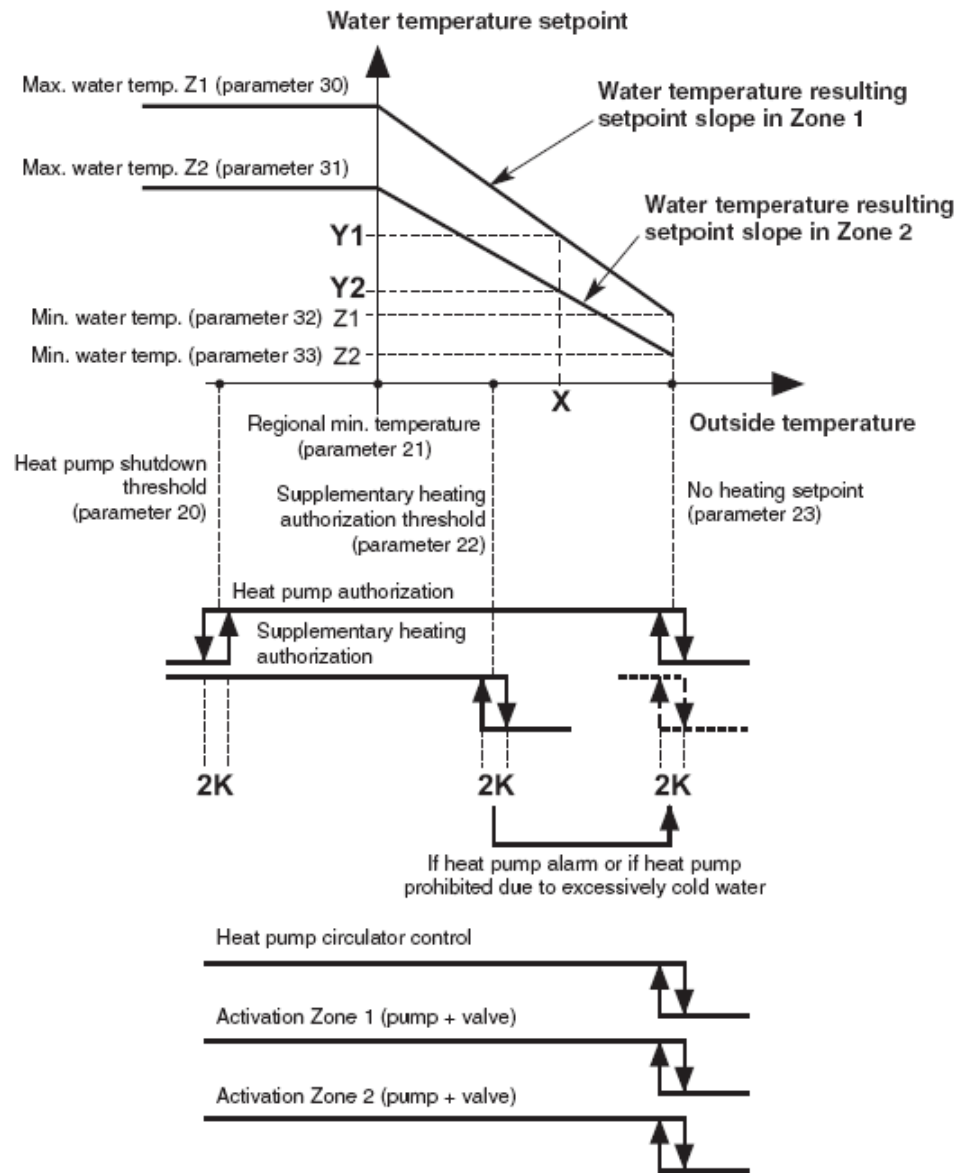 Water temperature setpoint
Max. water temp. Z1 (parameter 30)
Water temperature resulting
setpoint slope in Zone 1
Max. water temp. Z2 (parameter 31)
Water temperature resulting
setpoint slope in Zone 2
Y1
Y2
Min. water temp. (parameter 32) Z1
Min. water temp. (parameter 33) Z2
X
Outside temperature
Regional min. temperature
(parameter 21)
Heat pump shutdown
threshold
(parameter 20)
Supplementary heating
authorization threshold
(parameter 22)
No heating setpoint
(parameter 23)
Heat pump authorization
Supplementary heating
authorization
2K
2K
2K
If heat pump alarm or if heat pump
prohibited due to excessively cold water
Heat pump circulator control
Activation Zone 1 (pump + valve)
Activation Zone 2 (pump + valve)